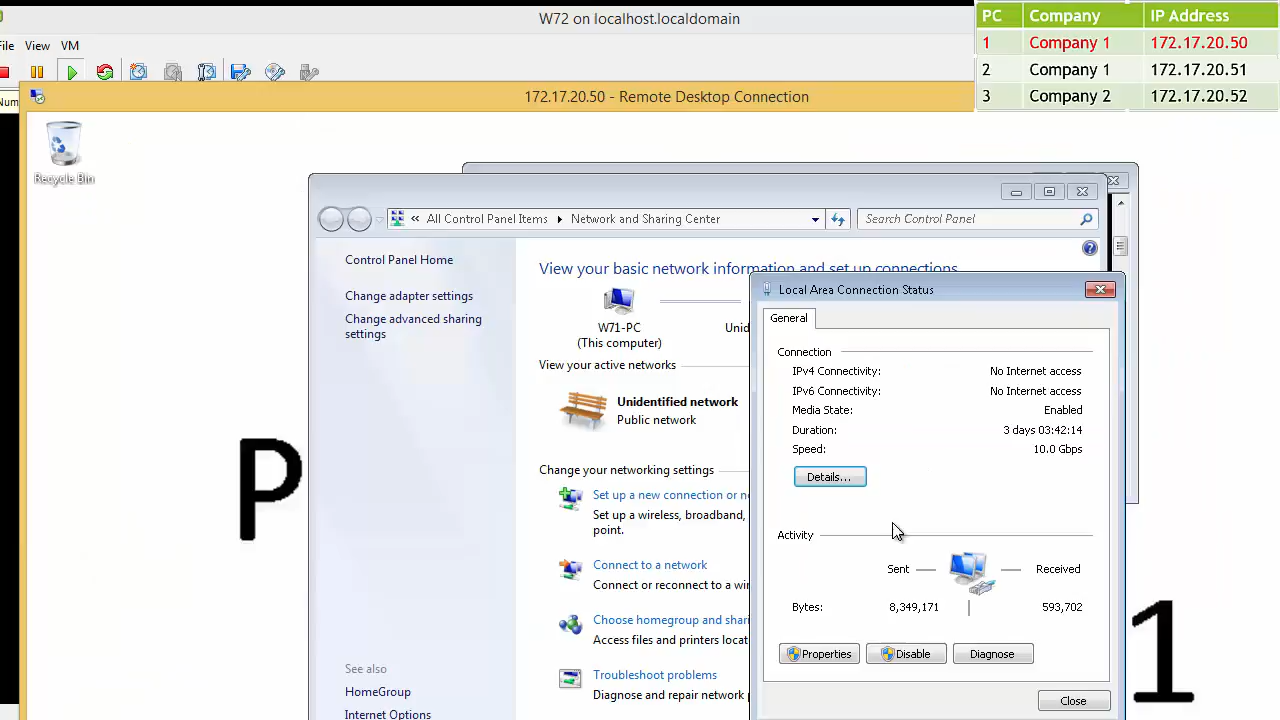 W72 on localhost.localdomain
File View VM
PC Company IP Address
1 Company 1 172.17.20.50
2 Company 1 172.17.20.51
3 Company 2 172.17.20.52
Num
172.17.20.50 - Remote Desktop Connection
Recycle Bin
« All Control Panel Items Network and Sharing Center
Search Control Panel
Control Panel Home
Change adapter settings
Change advanced sharing
settings
See also
HomeGroup
Internet Options
View your basic network information and set up connections
W71-PC
(This computer)
Unid
View your active networks
Unidentified network
Public network
Change your networking settings
Set up a new connection or ne
Set up a wireless, broadband,
point.
Connect to a network
Connect or reconnect to a wi
Choose homegroup and shari
Access files and printers locat
Troubleshoot problems
Diagnose and repair network p
Local Area Connection Status
General
Connection
IPv4 Connectivity: No Internet access
IPv6 Connectivity: No Internet access
Media State: Enabled
Duration: 3 days 03:42:14
Speed: 10.0 Gbps
Details...
Activity
Sent Received
Bytes: 8,349,171 593,702
Properties Disable Diagnose
Close
P 1